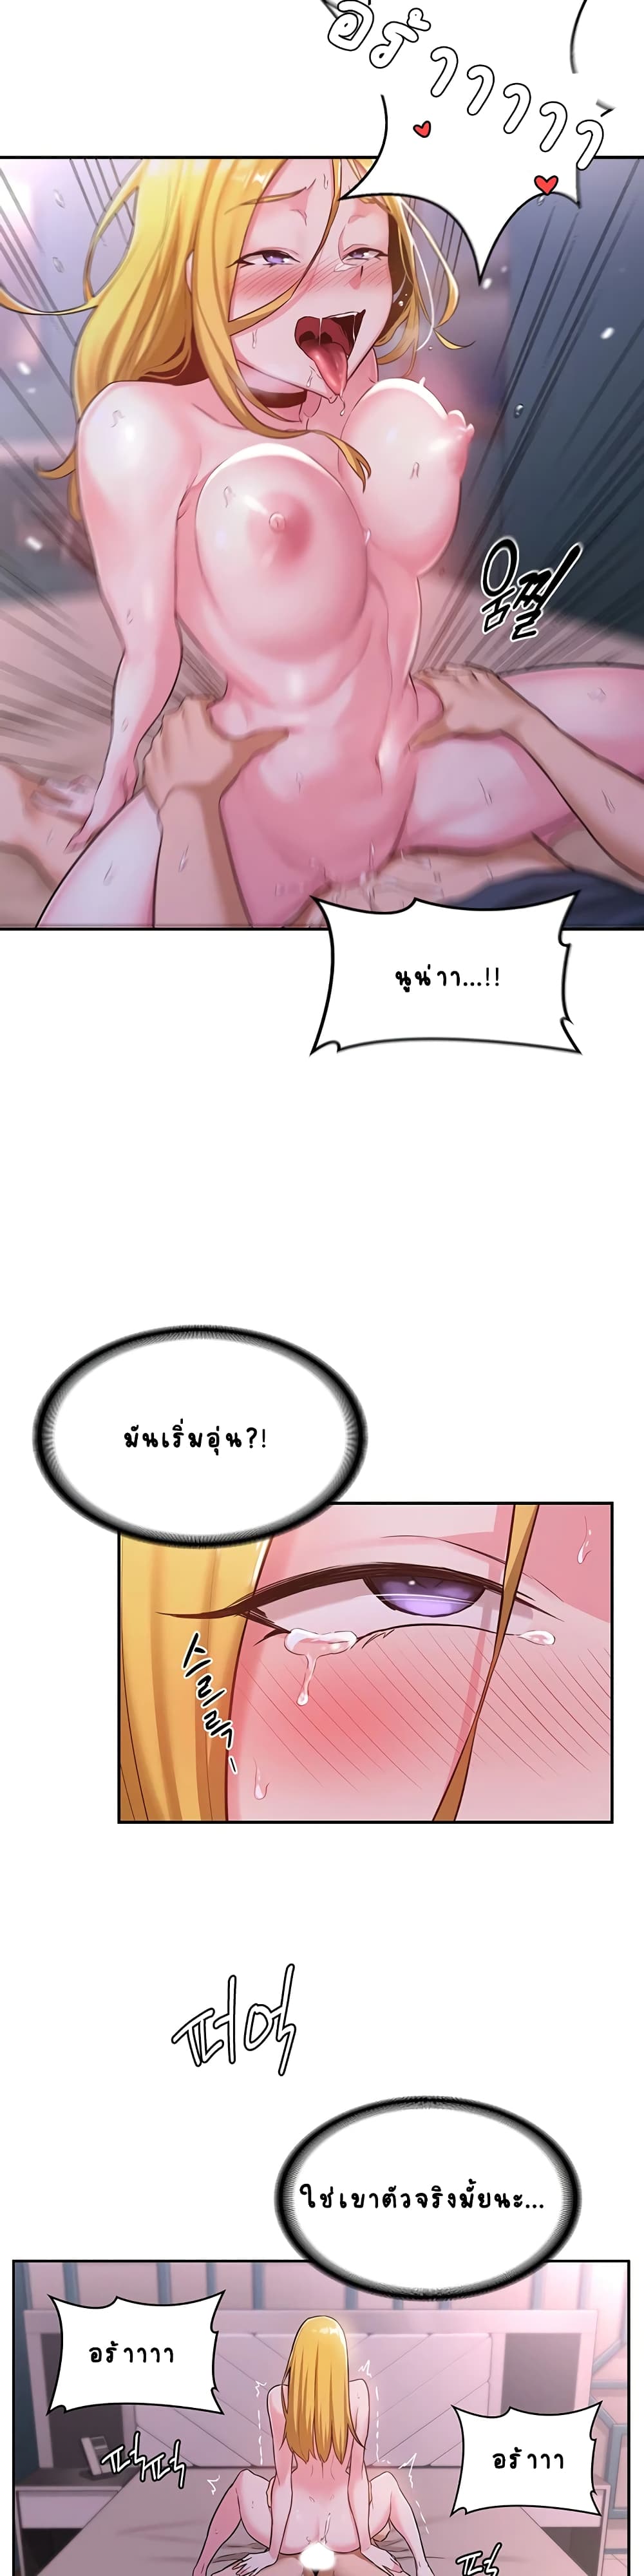 อร๊าาาาาา
움찔
นูน่าา...!!
มันเริ่มอุ่น?!
스르륵
퍼억
ใช่เขาตัวจริงมั้ยนะ...
อร๊าาาา
อร๊าาา
퍼퍽
퍽